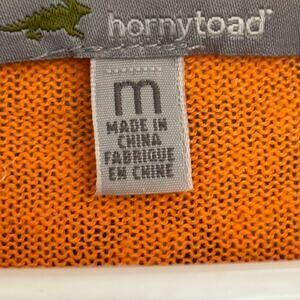 hornytoad
m
MADE IN
CHINA
FABRIQUE
EN CHINE